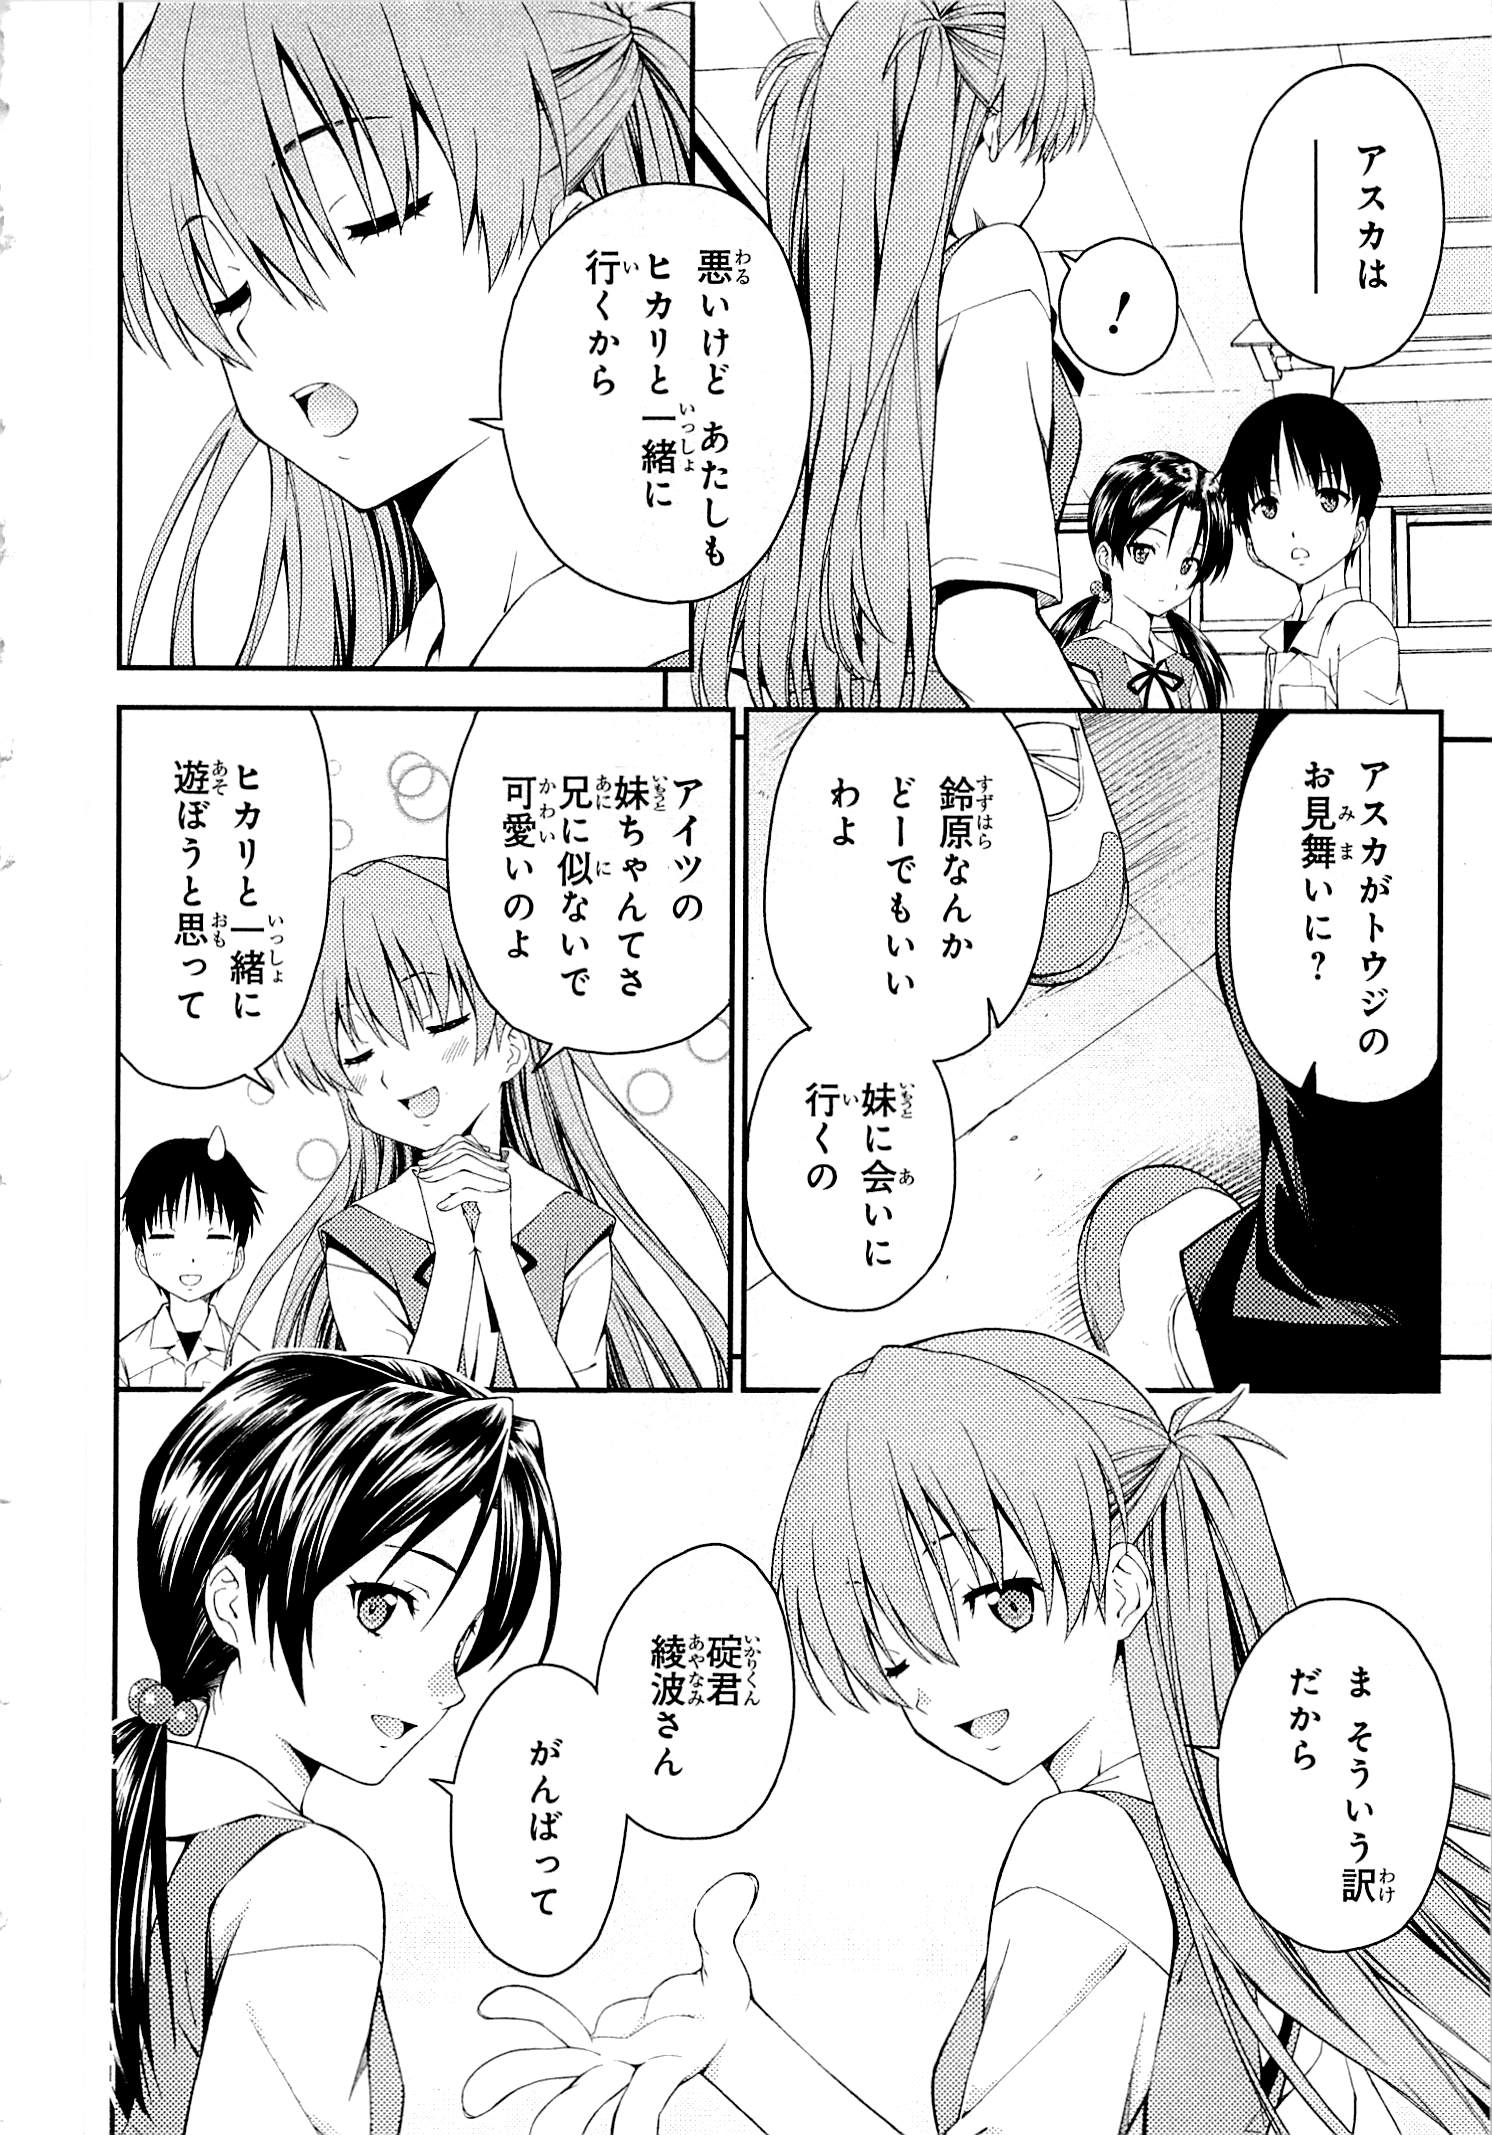 アスカは
――
！
悪いけど あたしも
ヒカリと一緒に
行くから
アスカがトウジの
お見舞いに？
鈴原なんか
どーでもいい
わよ
妹に会いに
行くの
アイツの
妹ちゃんてさ
兄に似ないで
可愛いのよ
ヒカリと一緒に
遊ぼうと思って
ま そういう訳
だから
碇君
綾波さん
がんばって